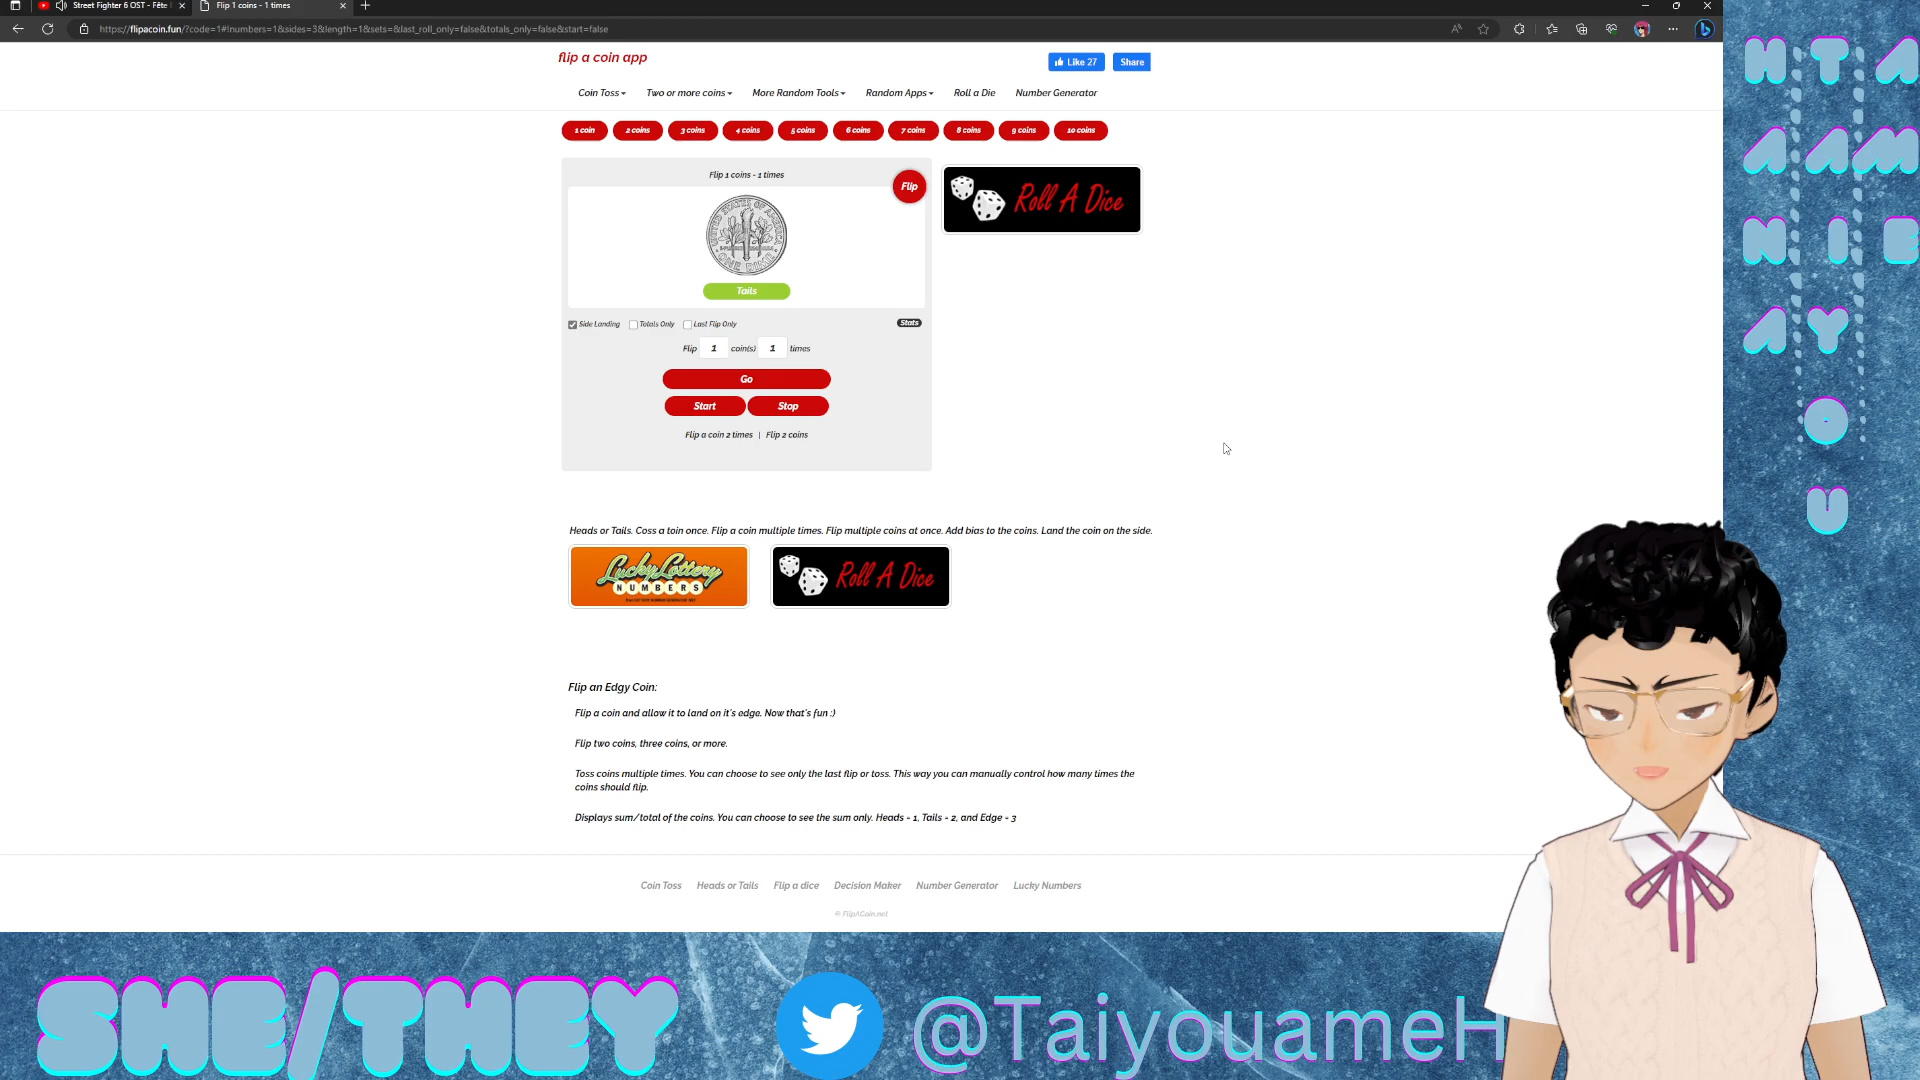 Street Fighter 6 OST - Fête
Flip 1 coins - 1 times
https://flipacoin.fun/?code=1#!numbers=1&sides=3&length=1&sets=&last_roll_only=false&totals_only=false&start=false
flip a coin app
Like 27
Share
Coin Toss
Two or more coins
More Random Tools
Random Apps
Roll a Die
Number Generator
1 coin
2 coins
3 coins
4 coins
5 coins
6 coins
7 coins
8 coins
9 coins
10 coins
Flip 1 coins - 1 times
Flip
UNITED STATES OF AMERICA
ONE DIME
Tails
Roll A Dice
Side Landing
Totals Only
Last Flip Only
Stats
Flip 1 coin(s) 1 times
Go
Start
Stop
Flip a coin 2 times | Flip 2 coins
Heads or Tails. Coss a toin once. Flip a coin multiple times. Flip multiple coins at once. Add bias to the coins. Land the coin on the side.
Lucky Lottery
NUMBERS
Roll A Dice
Flip an Edgy Coin:
Flip a coin and allow it to land on it's edge. Now that's fun :)
Flip two coins, three coins, or more.
Toss coins multiple times. You can choose to see only the last flip or toss. This way you can manually control how many times the
coins should flip.
Displays sum/total of the coins. You can choose to see the sum only. Heads - 1, Tails - 2, and Edge - 3
Coin Toss
Heads or Tails
Flip a dice
Decision Maker
Number Generator
Lucky Numbers
© FlipACoin.net
H T A
A A M
N I E
A Y
O
U
SHE/THEY
@TaiyouameH